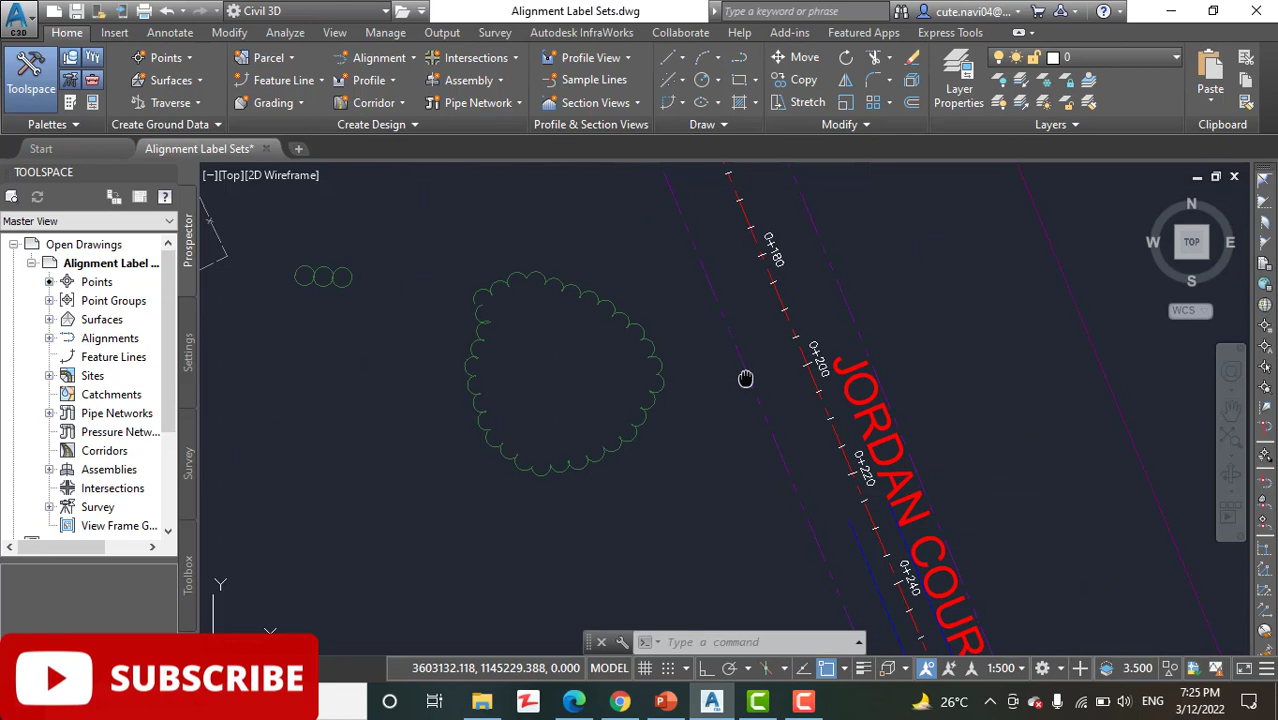 C3D
Civil 3D
Alignment Label Sets.dwg
Type a keyword or phrase
cute.navi04@...
Home Insert Annotate Modify Analyze View Manage Output Survey Autodesk InfraWorks Collaborate Help Add-ins Featured Apps Express Tools
Toolspace
Points
Surfaces
Traverse
Parcel
Feature Line
Grading
Alignment
Profile
Corridor
Intersections
Assembly
Pipe Network
Profile View
Sample Lines
Section Views
Move
Copy
Stretch
Layer
Properties
0
Paste
Palettes
Create Ground Data
Create Design
Profile & Section Views
Draw
Modify
Layers
Clipboard
Start
Alignment Label Sets*
TOOLSPACE
Master View
Open Drawings
Alignment Label ...
Points
Point Groups
Surfaces
Alignments
Feature Lines
Sites
Catchments
Pipe Networks
Pressure Netw...
Corridors
Assemblies
Intersections
Survey
View Frame G...
Prospector
Settings
Survey
Toolbox
[−][Top][2D Wireframe]
0+180
0+200
0+220
0+240
JORDAN COUR
N
W TOP E
S
WCS
Y
Type a command
3603132.118, 1145229.388, 0.000
MODEL
1:500
3.500
SUBSCRIBE
26°C
ENG
7:25 PM
3/12/2022